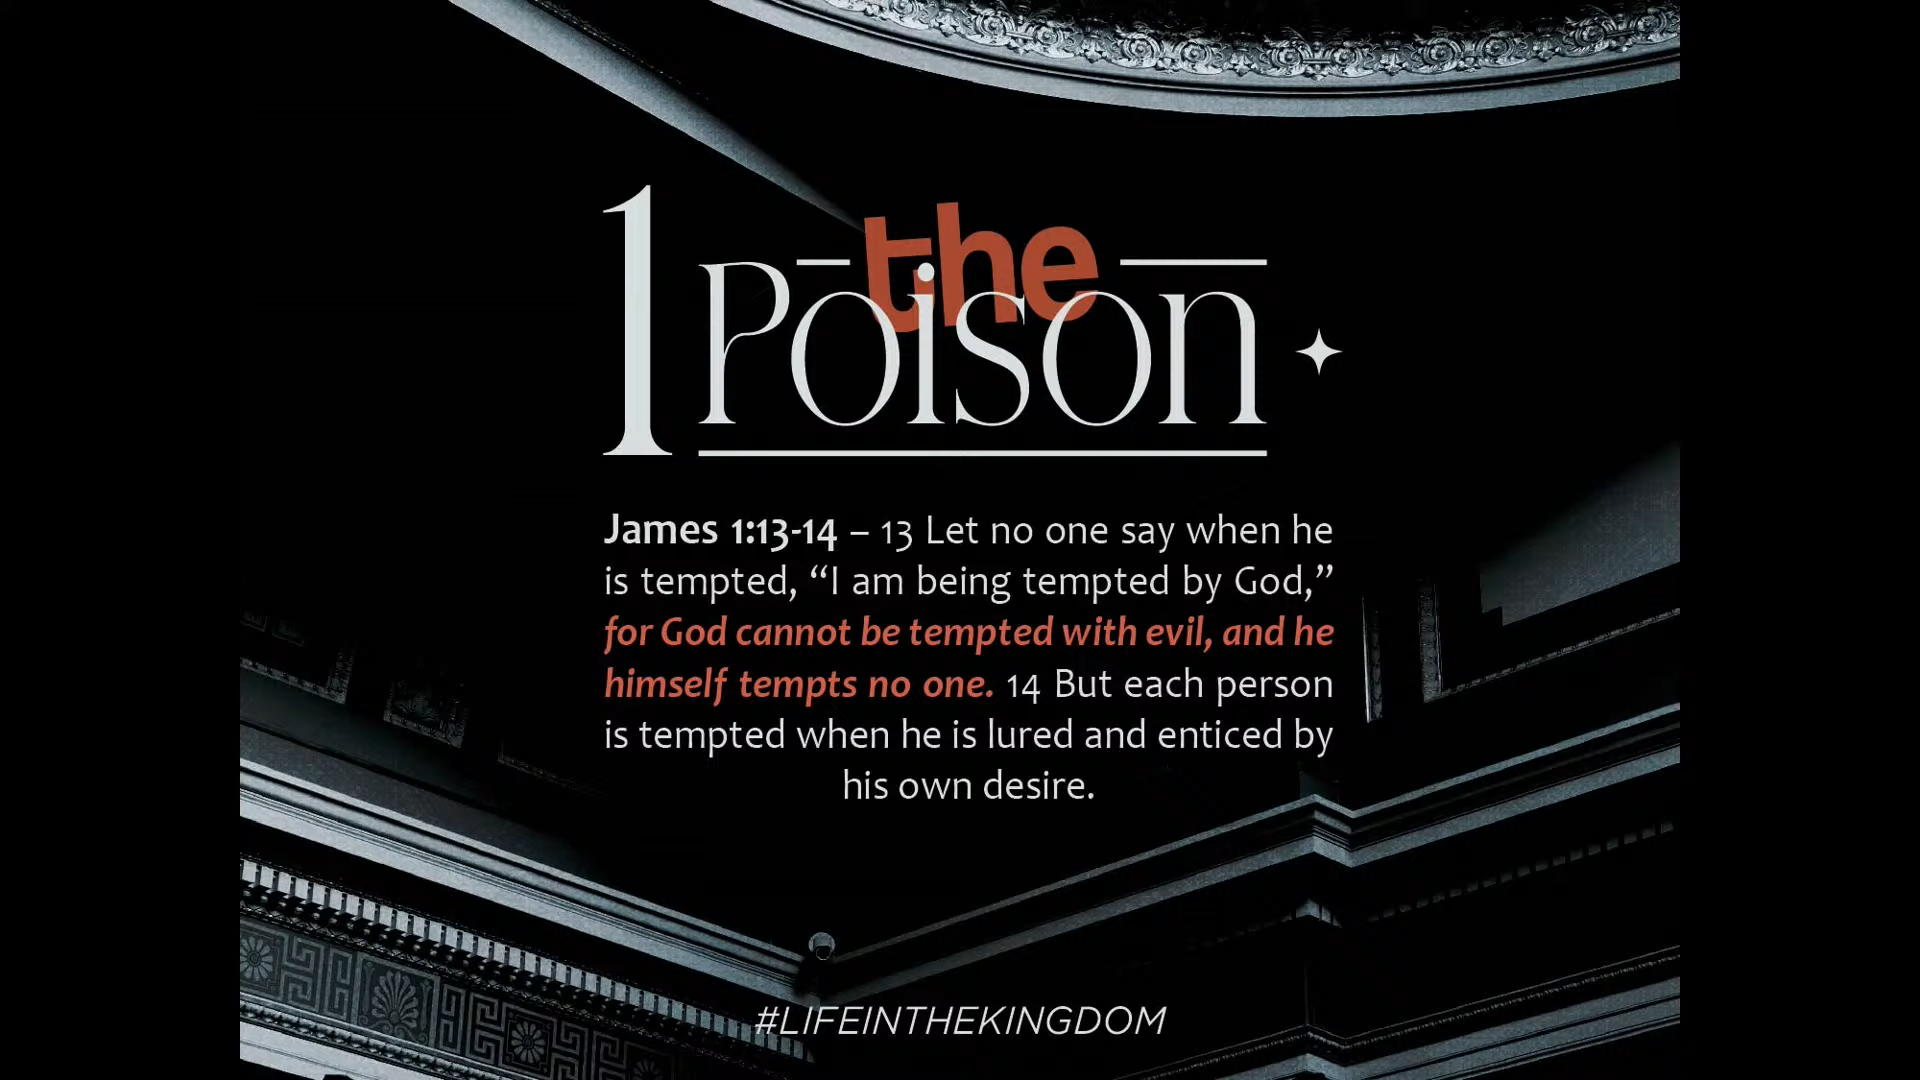 1 the
Poison
James 1:13-14 – 13 Let no one say when he
is tempted, “I am being tempted by God,”
for God cannot be tempted with evil, and he
himself tempts no one. 14 But each person
is tempted when he is lured and enticed by
his own desire.
#LIFEINTHEKINGDOM